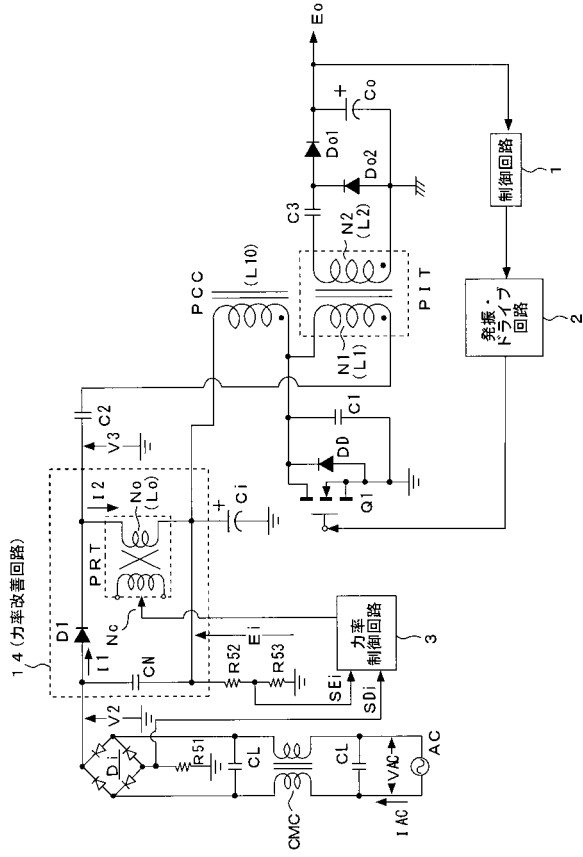 14(力率改善回路)
D1
I1
CN
PRT
I2
No
(Lo)
Nc
V3
C2
PCC
(L10)
V2
Di
Ei
Ci
R52
R53
R51
SEi
SDi
力率
制御回路
3
CL
CMC
CL
VAC
IAC
AC
C1
DD
Q1
N1
(L1)
N2
(L2)
PIT
C3
Do1
Do2
Co
Eo
制御回路
1
発振・
ドライブ
回路
2
+
+